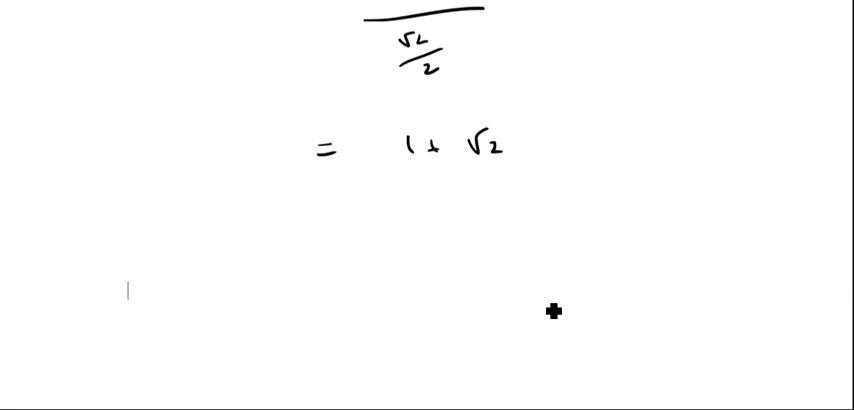 √2/2
= 1 + √2